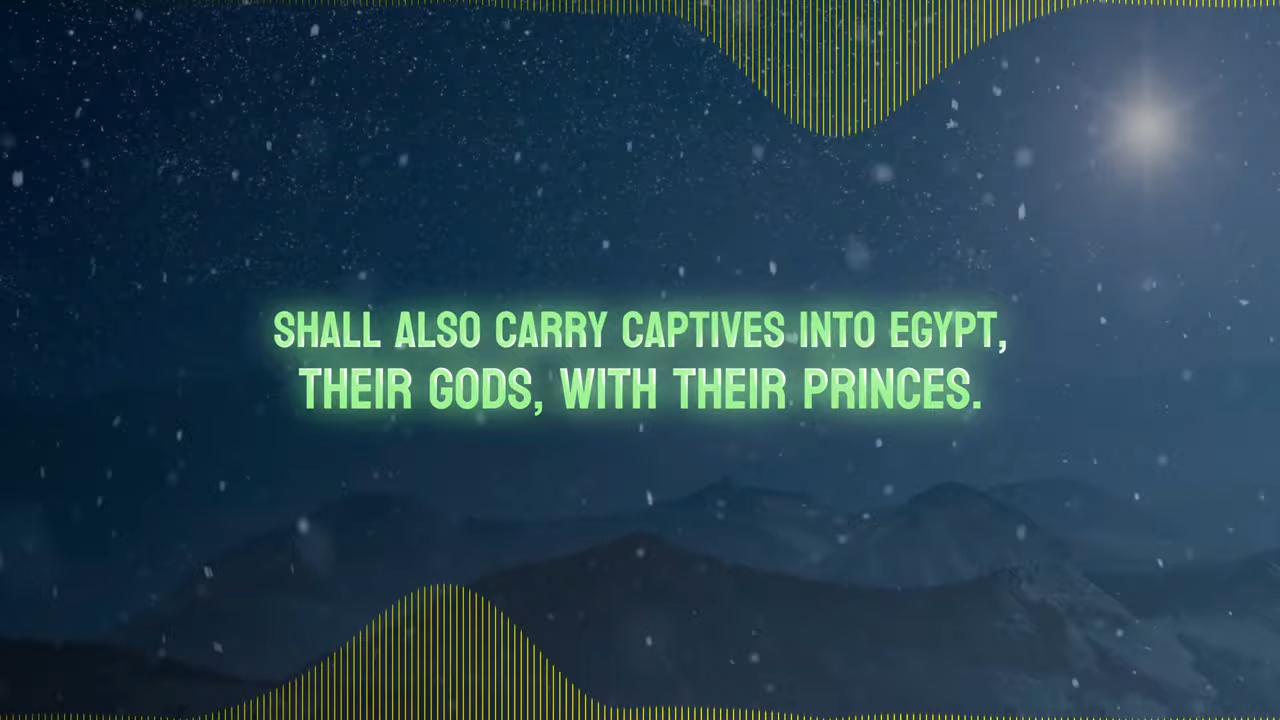 SHALL ALSO CARRY CAPTIVES INTO EGYPT,
THEIR GODS, WITH THEIR PRINCES.